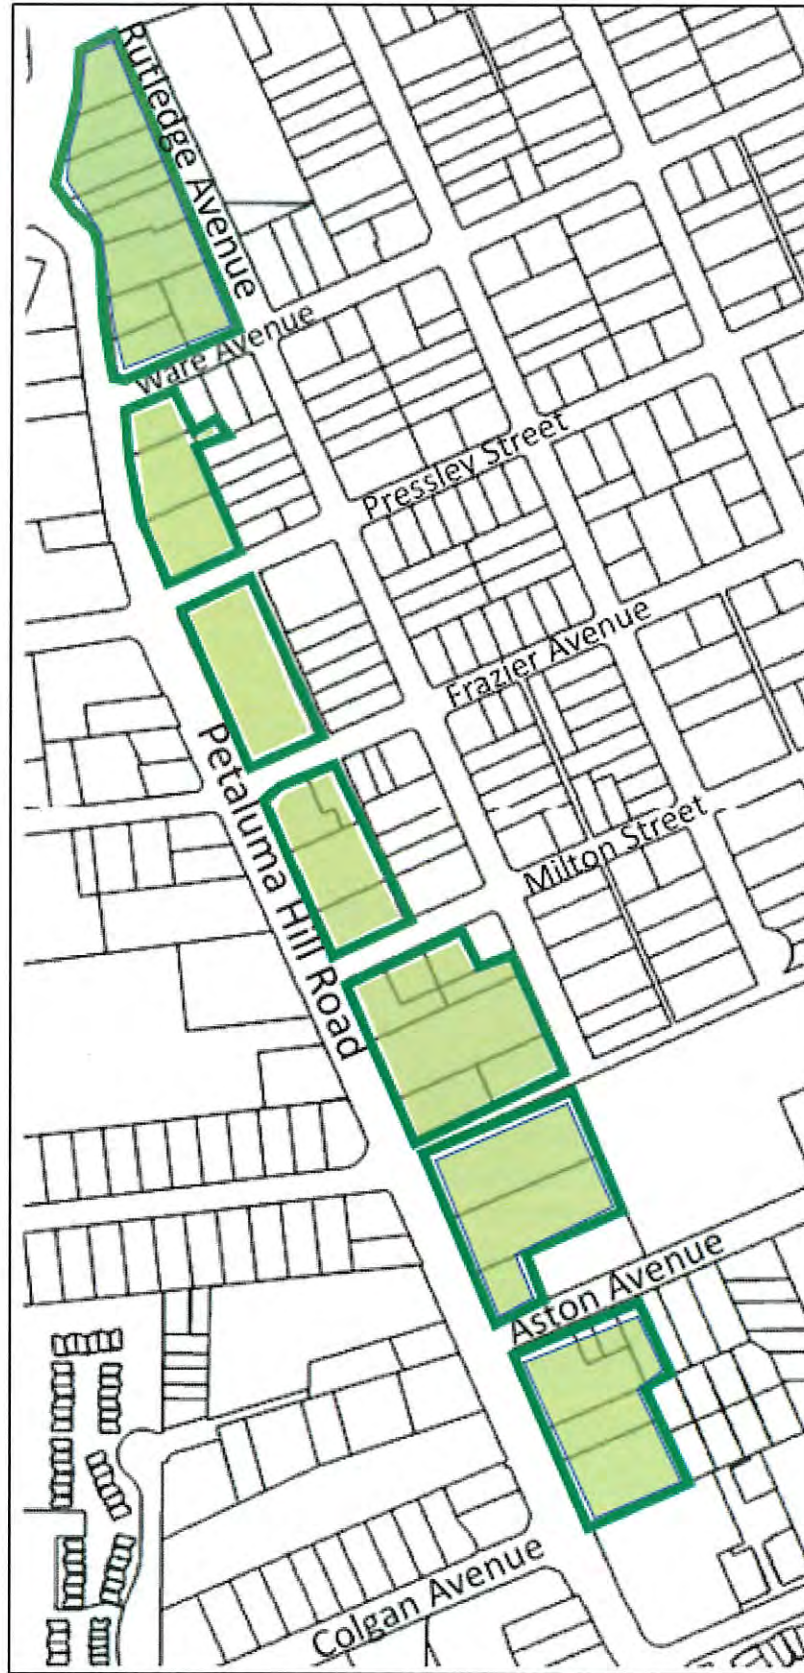 Rutledge Avenue
Ware Avenue
Pressley Street
Frazier Avenue
Petaluma Hill Road
Milton Street
Aston Avenue
Colgan Avenue